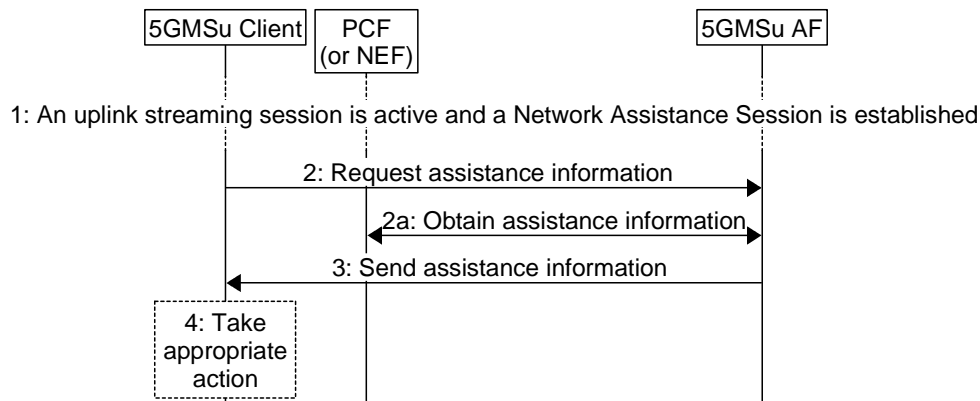 5GMSu Client
PCF
(or NEF)
5GMSu AF
1: An uplink streaming session is active and a Network Assistance Session is established
2: Request assistance information
2a: Obtain assistance information
3: Send assistance information
4: Take
appropriate
action